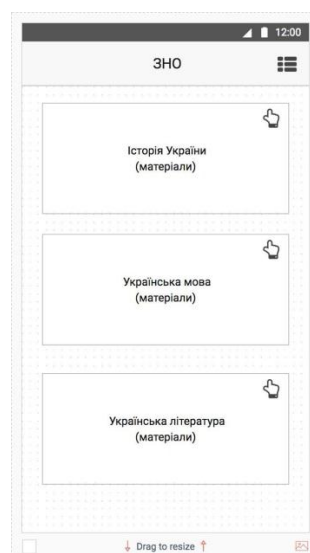 12:00
ЗНО
Історія України
(матеріали)
Українська мова
(матеріали)
Українська література
(матеріали)
Drag to resize